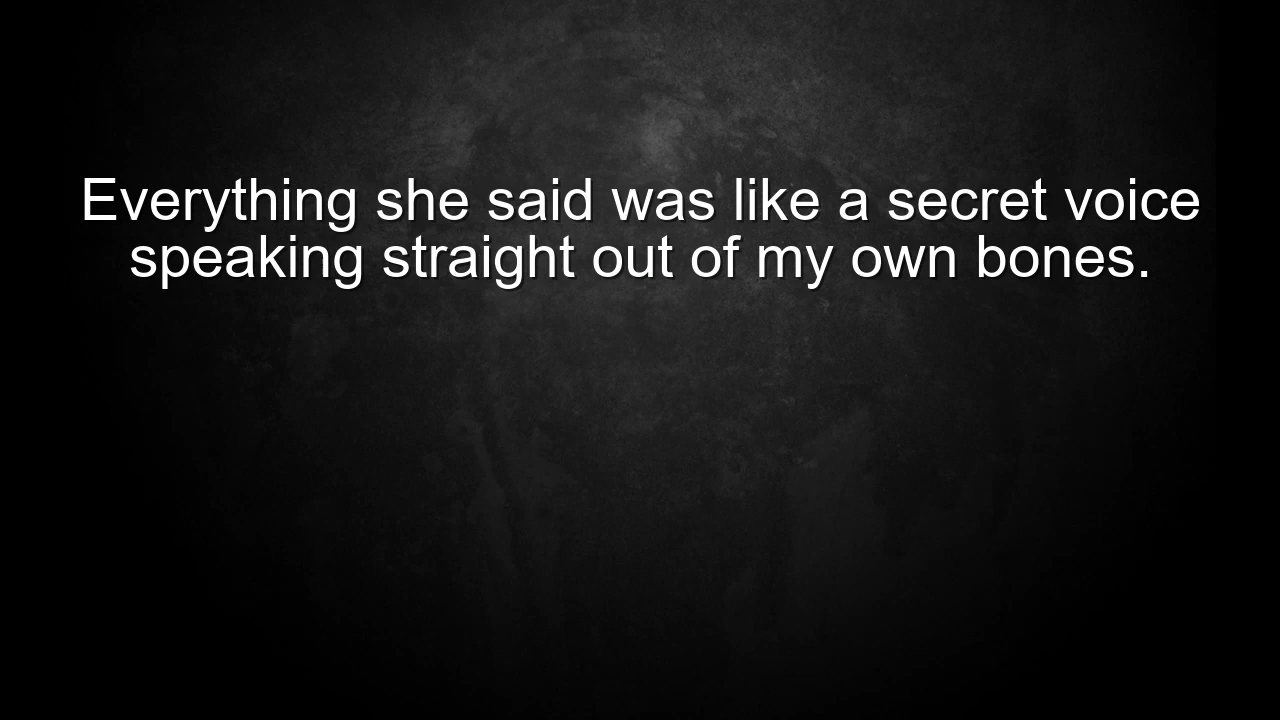 Everything she said was like a secret voice
speaking straight out of my own bones.